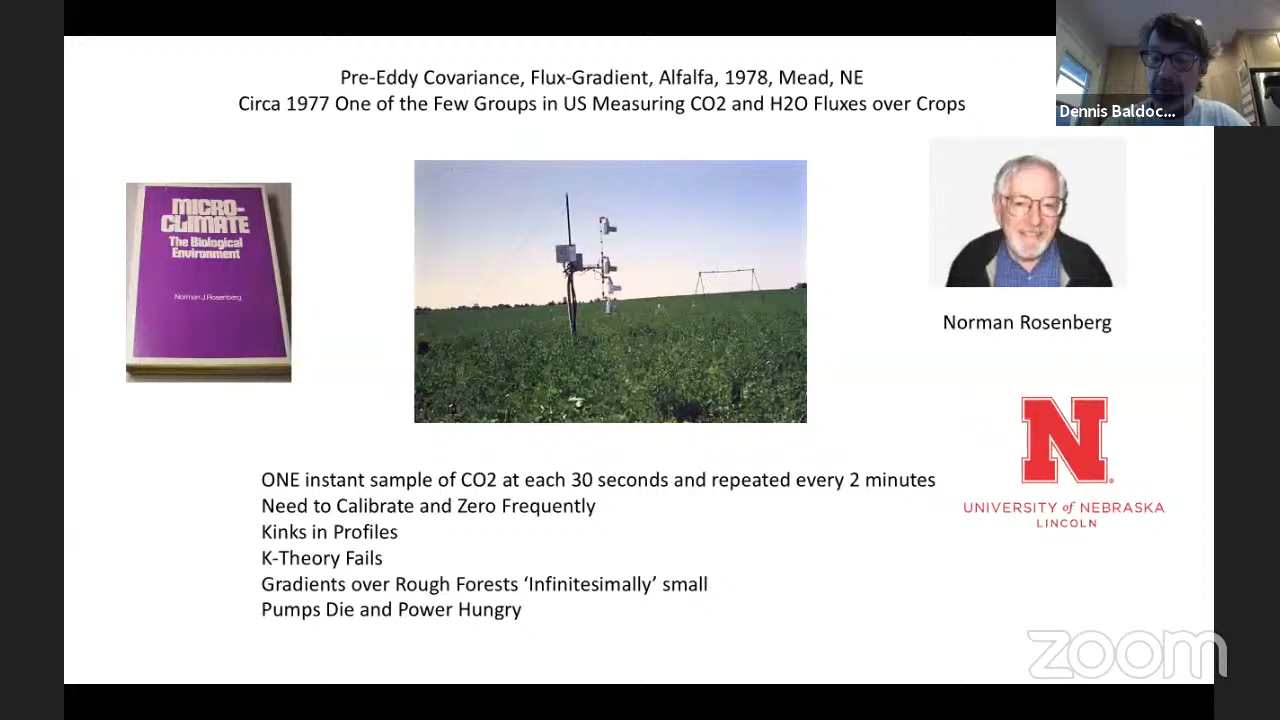 Pre-Eddy Covariance, Flux-Gradient, Alfalfa, 1978, Mead, NE
Circa 1977 One of the Few Groups in US Measuring CO2 and H2O Fluxes over Crops
Dennis Baldoc...
MICRO-
CLIMATE
The Biological
Environment
Norman J. Rosenberg
Norman Rosenberg
N
UNIVERSITY of NEBRASKA
LINCOLN
ONE instant sample of CO2 at each 30 seconds and repeated every 2 minutes
Need to Calibrate and Zero Frequently
Kinks in Profiles
K-Theory Fails
Gradients over Rough Forests ‘Infinitesimally’ small
Pumps Die and Power Hungry
zoom